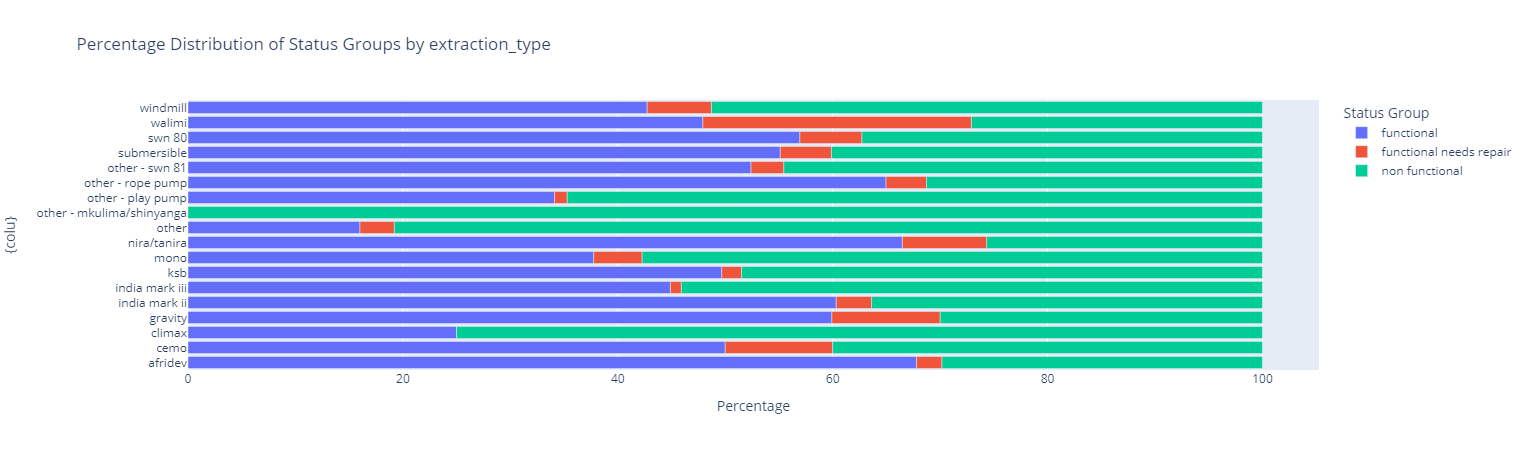 Percentage Distribution of Status Groups by extraction_type
windmill
walimi
swn 80
submersible
other - swn 81
other - rope pump
other - play pump
other - mkulima/shinyanga
other
nira/tanira
mono
ksb
india mark iii
india mark ii
gravity
climax
cemo
afridev
{colu}
0 20 40 60 80 100
Percentage
Status Group
functional
functional needs repair
non functional